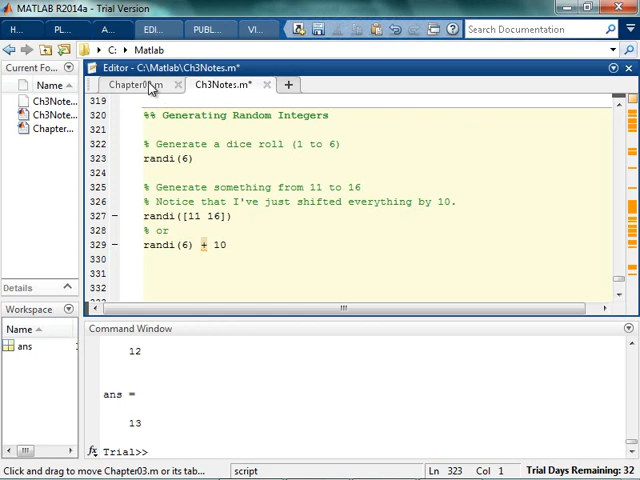 MATLAB R2014a - Trial Version
H... PL... A... EDI... PUBL... VI... Search Documentation
C: Matlab
Current Fo... Editor - C:\Matlab\Ch3Notes.m*
Name Ch3Notes.m*
Ch3Note...
Ch3Note...
Chapter...
319
320 %% Generating Random Integers
321
322 % Generate a dice roll (1 to 6)
323 randi(6)
324
325 % Generate something from 11 to 16
326 % Notice that I've just shifted everything by 10.
327 randi([11 16])
328 % or
329 randi(6) + 10
330
331
332
Details
Workspace
Name
ans
Command Window
12
ans =
13
fx Trial>>
Click and drag to move Chapter03.m or its tab... script Ln 323 Col 1 Trial Days Remaining: 32